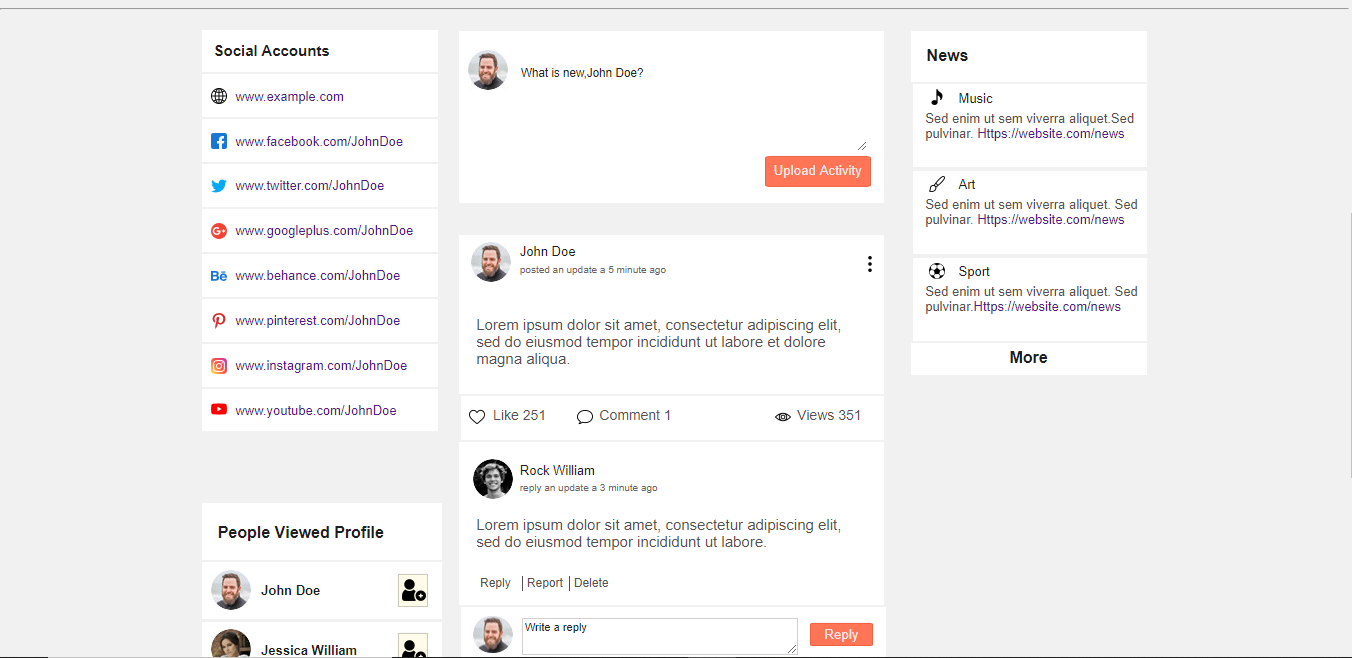 Social Accounts
www.example.com
www.facebook.com/JohnDoe
www.twitter.com/JohnDoe
www.googleplus.com/JohnDoe
Bē www.behance.com/JohnDoe
www.pinterest.com/JohnDoe
www.instagram.com/JohnDoe
www.youtube.com/JohnDoe
People Viewed Profile
John Doe
Jessica William
What is new,John Doe?
Upload Activity
John Doe
posted an update a 5 minute ago
Lorem ipsum dolor sit amet, consectetur adipiscing elit,
sed do eiusmod tempor incididunt ut labore et dolore
magna aliqua.
Like 251 Comment 1 Views 351
Rock William
reply an update a 3 minute ago
Lorem ipsum dolor sit amet, consectetur adipiscing elit,
sed do eiusmod tempor incididunt ut labore.
Reply | Report | Delete
Write a reply
Reply
News
Music
Sed enim ut sem viverra aliquet.Sed
pulvinar. Https://website.com/news
Art
Sed enim ut sem viverra aliquet. Sed
pulvinar. Https://website.com/news
Sport
Sed enim ut sem viverra aliquet. Sed
pulvinar.Https://website.com/news
More